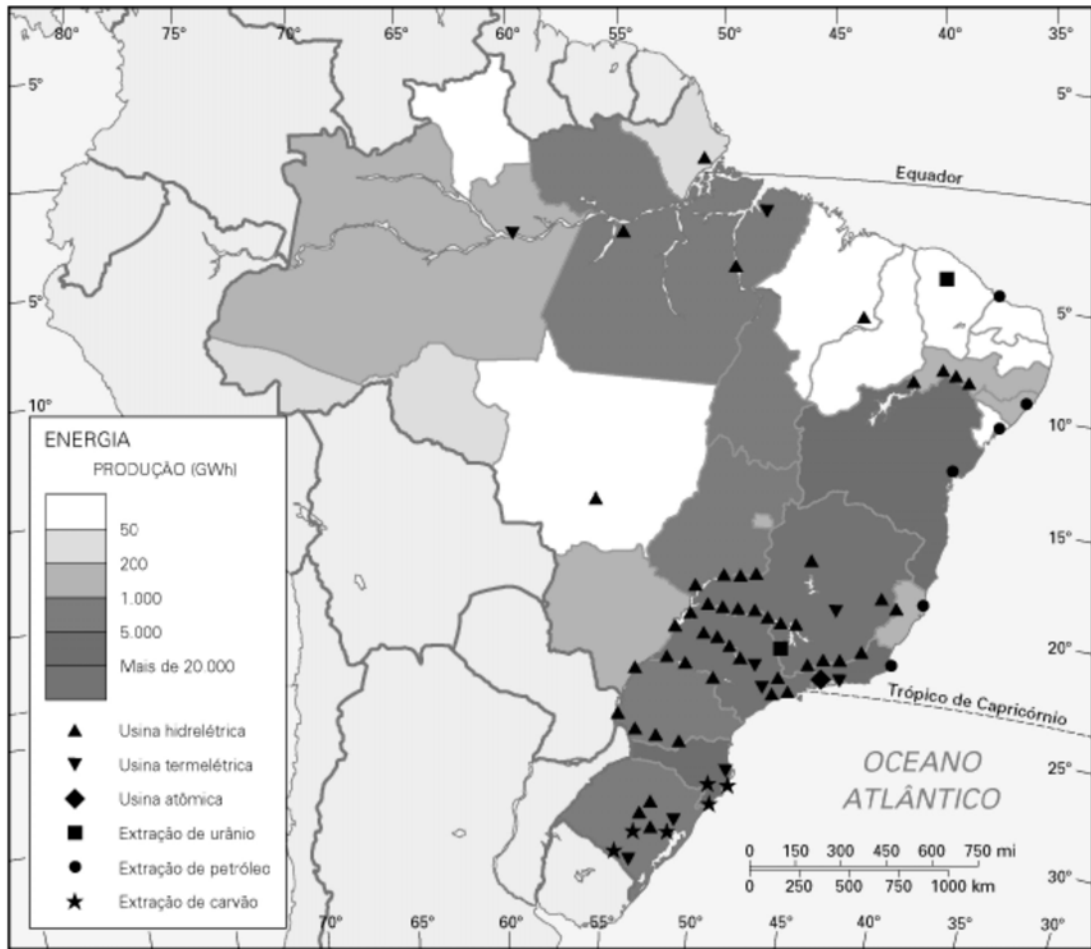 80° 70° 60° 55° 50° 45° 40° 35°
5° 5°
Equador
5° 5°
10° 10°
15°
20°
Trópico de Capricórnio
25°
30°
ENERGIA
PRODUÇÃO (GWh)
50
200
1.000
5.000
Mais de 20.000
Usina hidrelétrica
Usina termelétrica
Usina atômica
Extração de urânio
Extração de petróleo
Extração de carvão
OCEANO
ATLÂNTICO
0 150 300 450 600 750 mi
0 250 500 750 1000 km
70° 60° 55° 50° 45° 40° 35° 30°